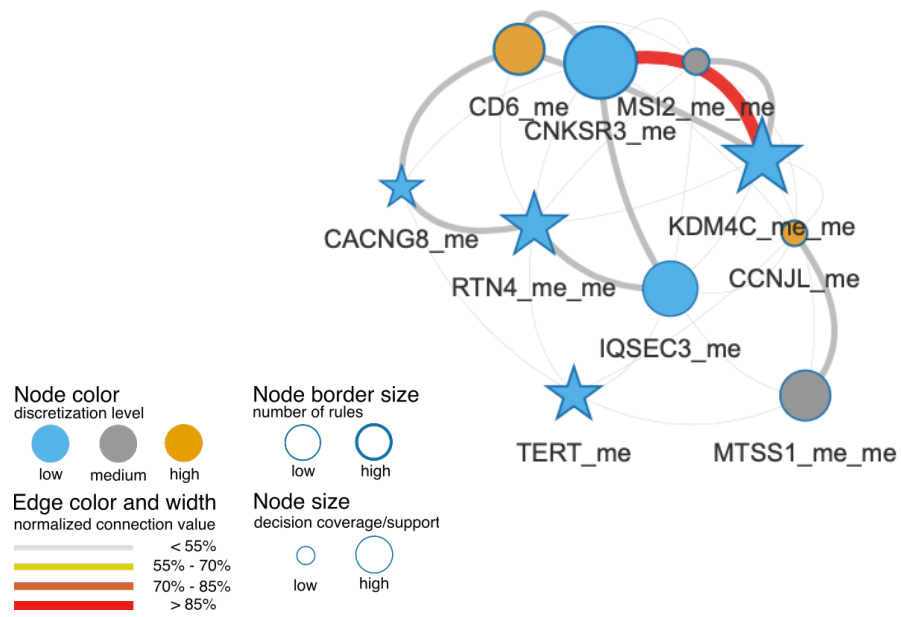 CD6_me
MSI2_me_me
CNKSR3_me
KDM4C_me_me
CACNG8_me
CCNJL_me
RTN4_me_me
IQSEC3_me
TERT_me
MTSS1_me_me
Node color
discretization level
low
medium
high
Node border size
number of rules
low
high
Edge color and width
normalized connection value
< 55%
55% - 70%
70% - 85%
> 85%
Node size
decision coverage/support
low
high